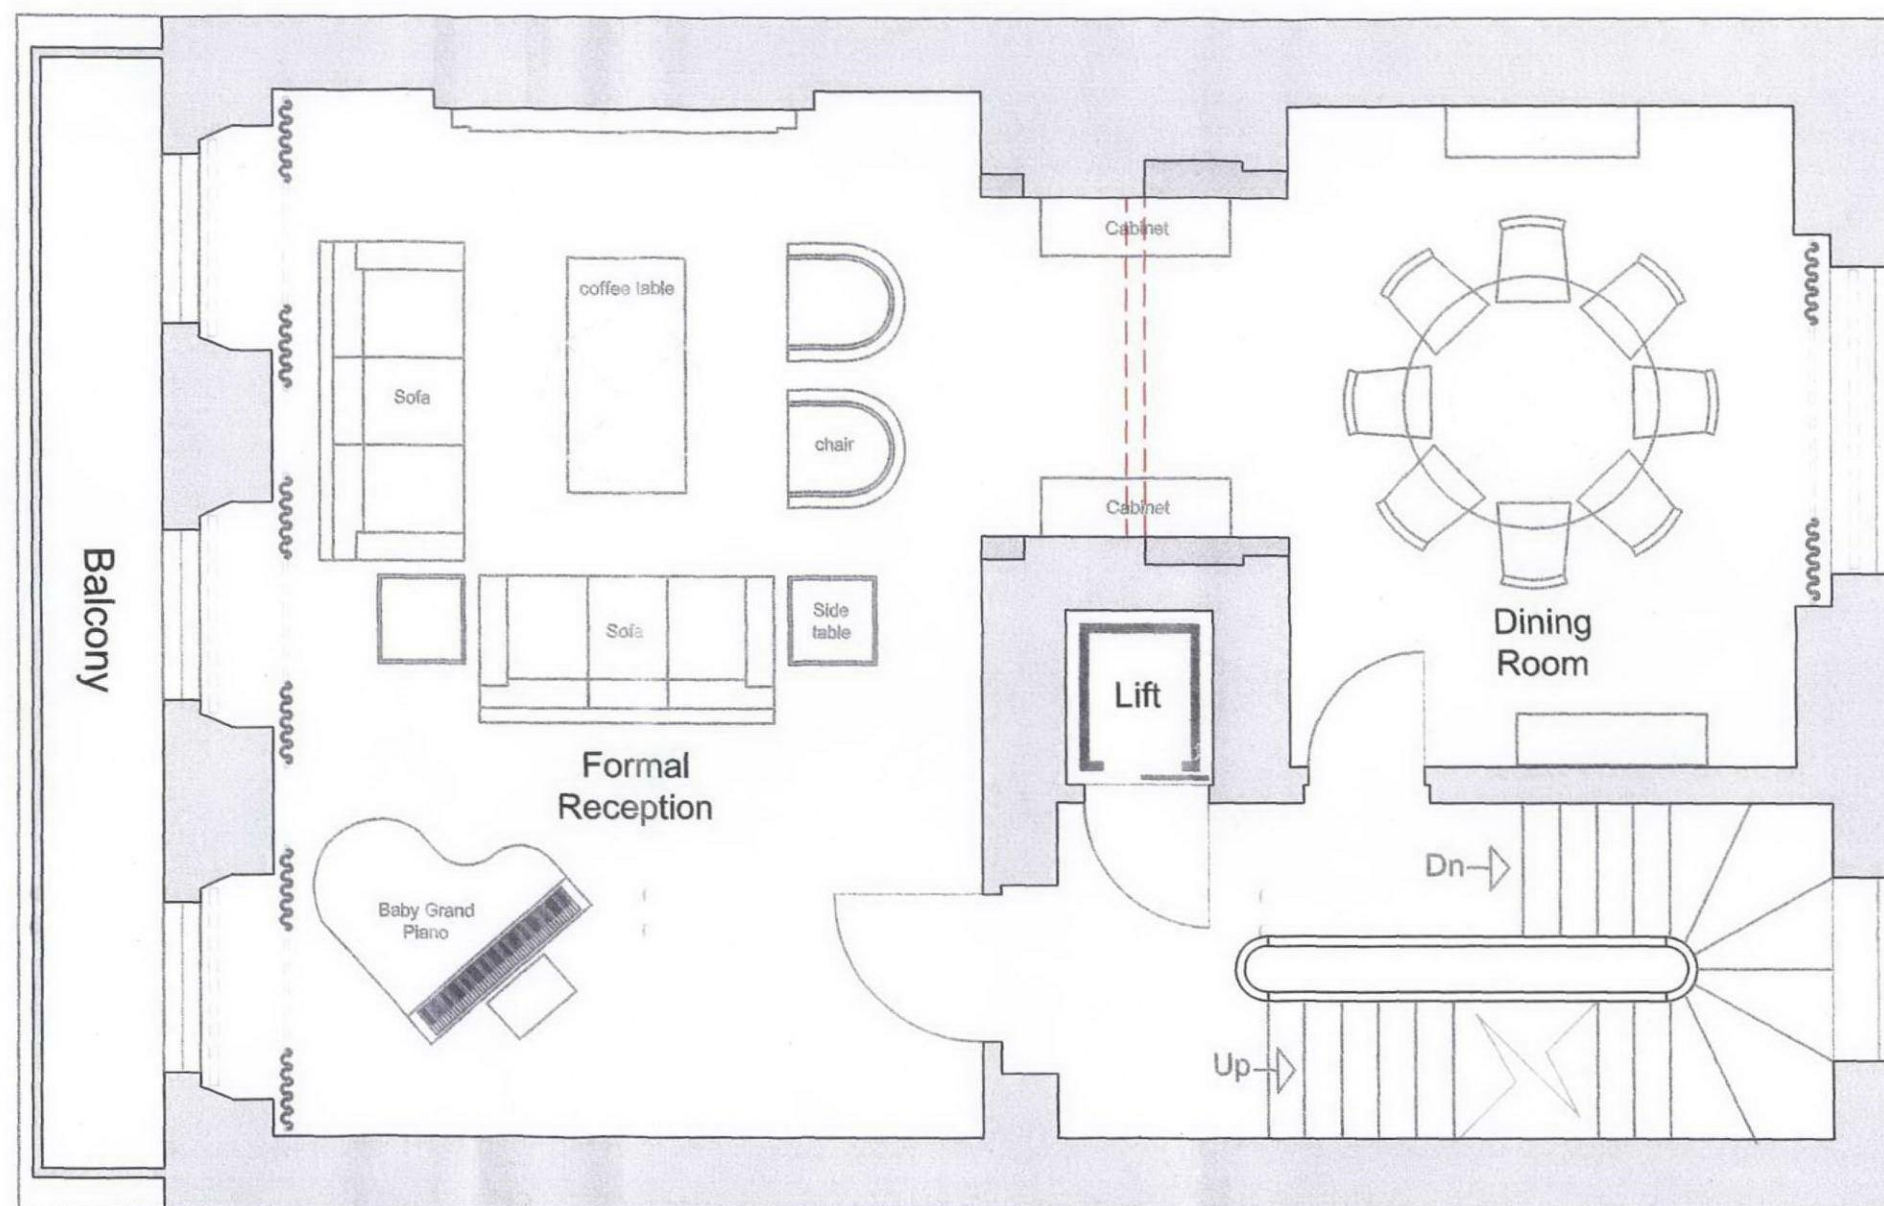 Cabinet
coffee table
Sofa
chair
Cabinet
Balcony
Sofa
Side
table
Dining
Room
Lift
Formal
Reception
Dn
Baby Grand
Piano
Up